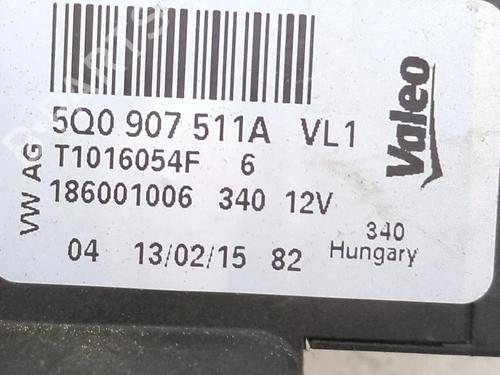 5Q0 907 511A VL1
T1016054F 6
186001006 340 12V
04 13/02/15 82
VW AG
Valeo
340
Hungary